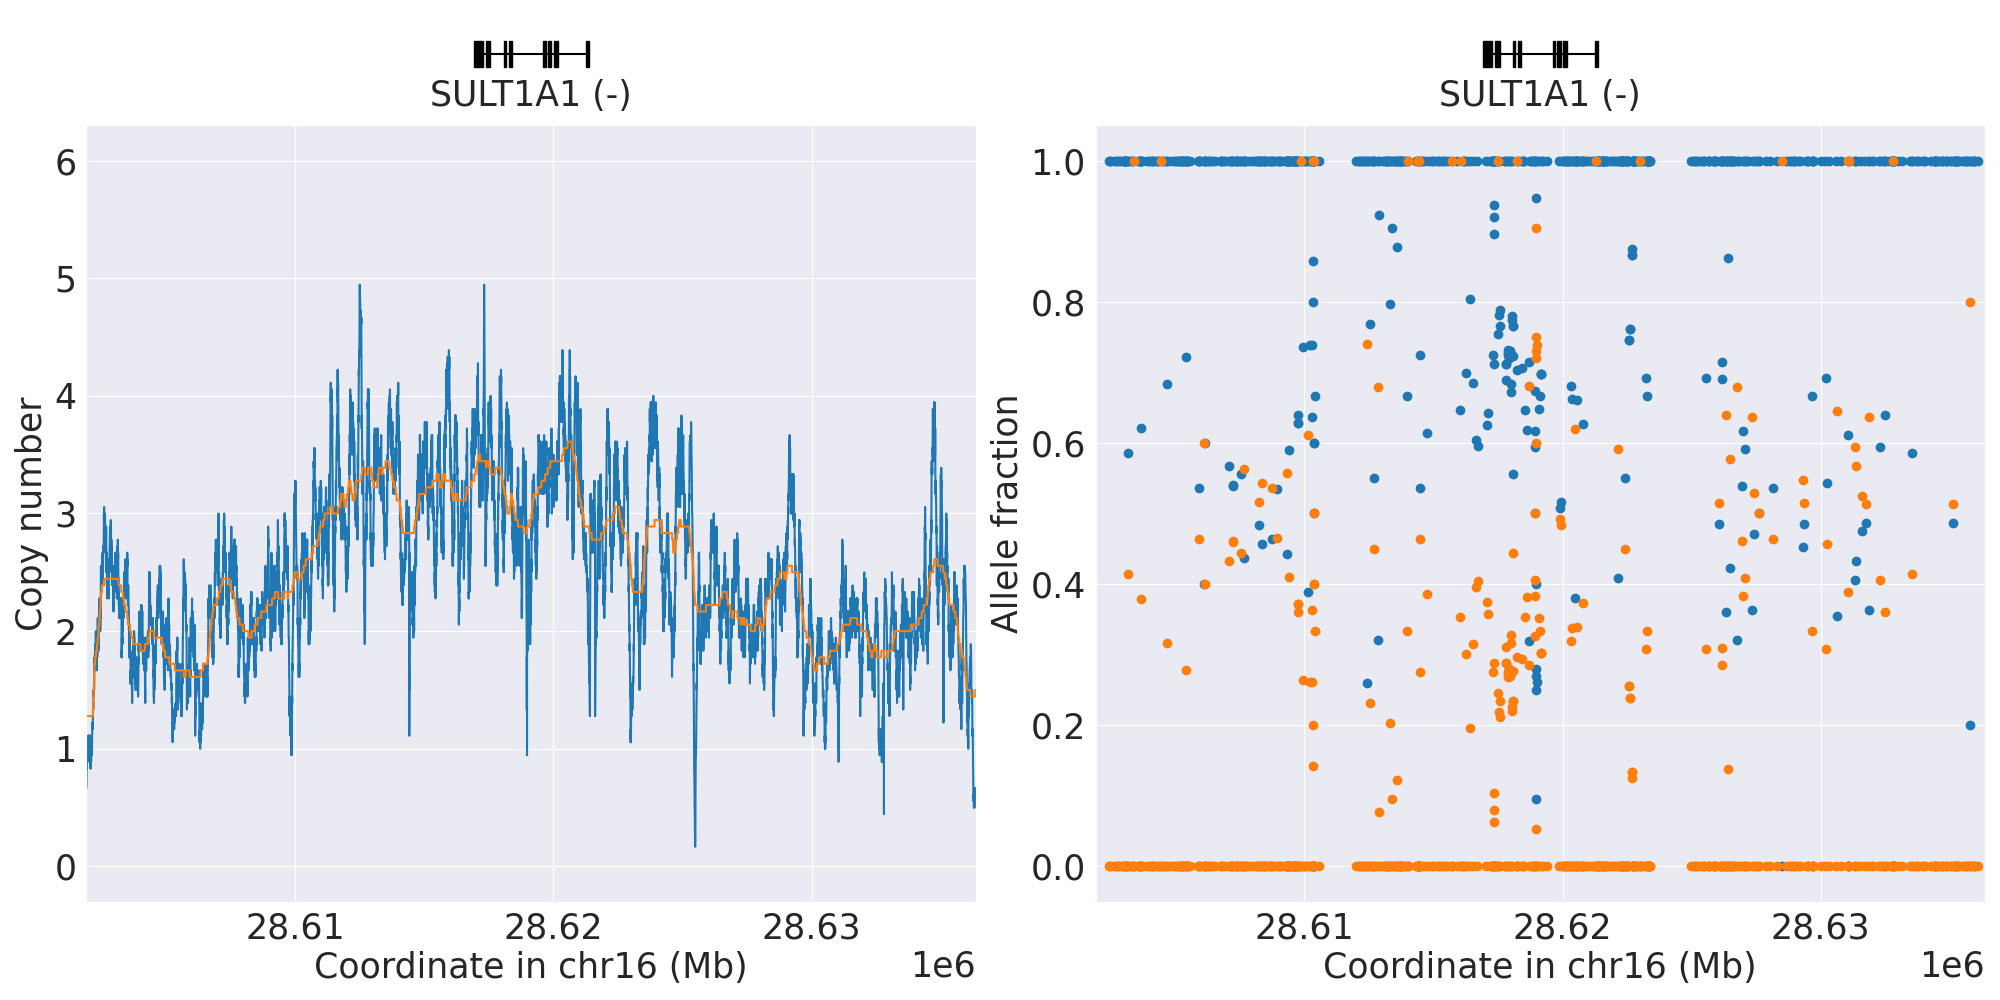 SULT1A1 (-)
Copy number
6
5
4
3
2
1
0
28.61
28.62
28.63
Coordinate in chr16 (Mb)
1e6
SULT1A1 (-)
Allele fraction
1.0
0.8
0.6
0.4
0.2
0.0
28.61
28.62
28.63
Coordinate in chr16 (Mb)
1e6